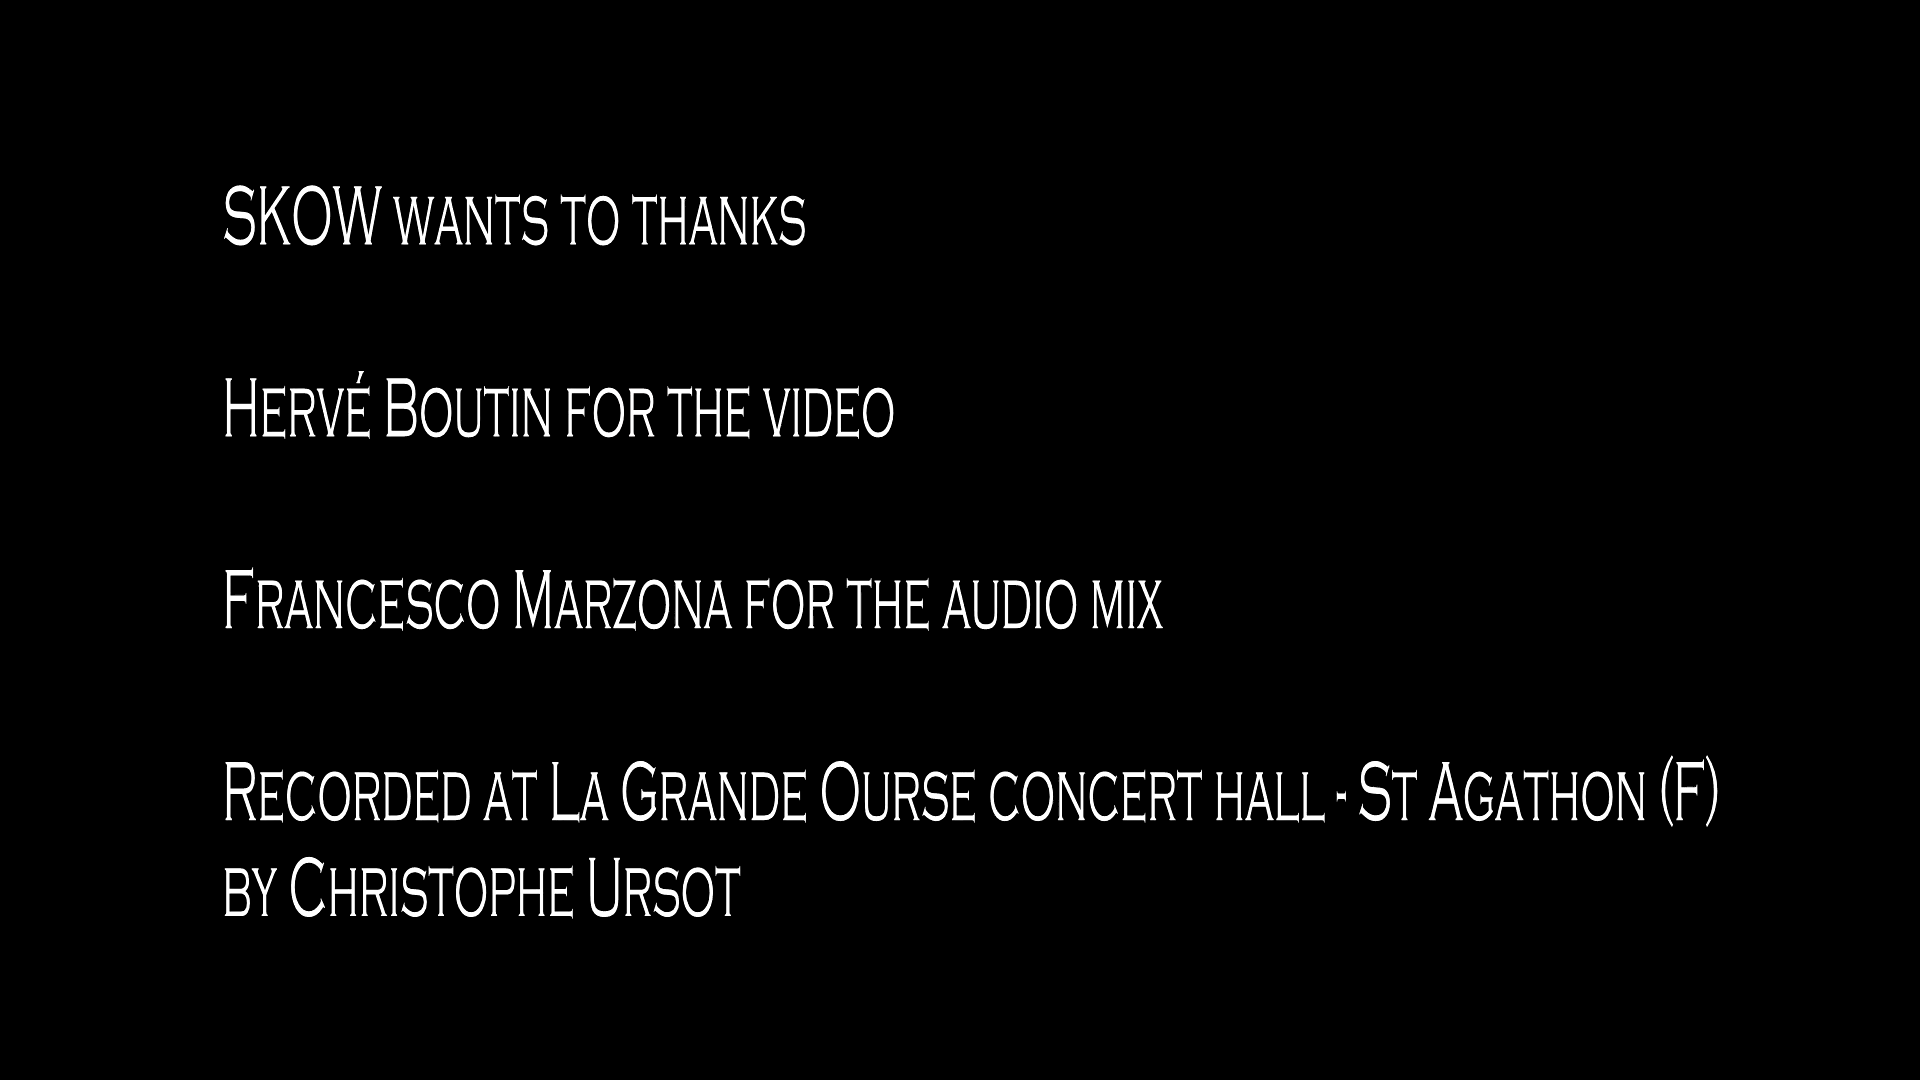 SKOW wants to thanks
Hervé Boutin for the video
Francesco Marzona for the audio mix
Recorded at La Grande Ourse concert hall - St Agathon (F)
by Christophe Ursot